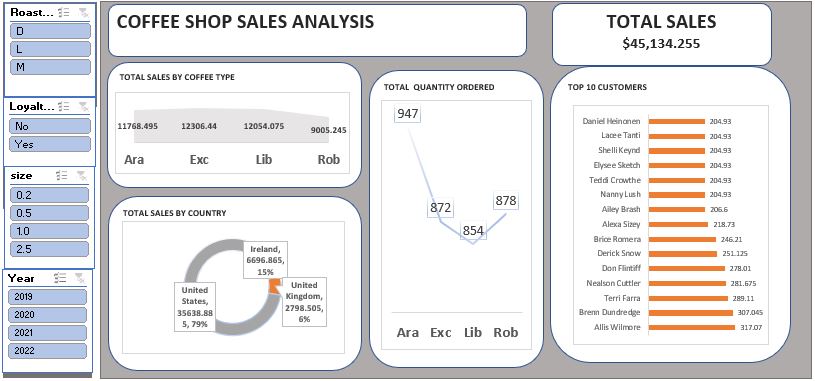 Roast...
D
L
M
Loyalt...
No
Yes
size
0.2
0.5
1.0
2.5
Year
2019
2020
2021
2022
COFFEE SHOP SALES ANALYSIS
TOTAL SALES
$45,134.255
TOTAL SALES BY COFFEE TYPE
11768.495 12306.44 12054.075 9005.245
Ara Exc Lib Rob
TOTAL SALES BY COUNTRY
Ireland,
6696.865,
15%
United
Kingdom,
2798.505,
6%
United
States,
35638.88
5, 79%
TOTAL QUANTITY ORDERED
947
872
854
878
Ara Exc Lib Rob
TOP 10 CUSTOMERS
Daniel Heinonen 204.93
Lacee Tanti 204.93
Shelli Keynd 204.93
Elysee Sketch 204.93
Teddi Crowthe 204.93
Nanny Lush 204.93
Ailey Brash 206.6
Alexa Sizey 218.73
Brice Romera 246.21
Derick Snow 251.125
Don Flintiff 278.01
Nealson Cuttler 281.675
Terri Farra 289.11
Brenn Dundredge 307.045
Allis Wilmore 317.07